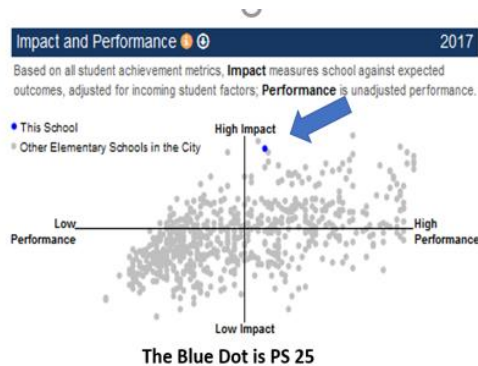 Impact and Performance
2017
Based on all student achievement metrics, Impact measures school against expected
outcomes, adjusted for incoming student factors; Performance is unadjusted performance.
This School
Other Elementary Schools in the City
High Impact
Low
Performance
High
Performance
Low Impact
The Blue Dot is PS 25